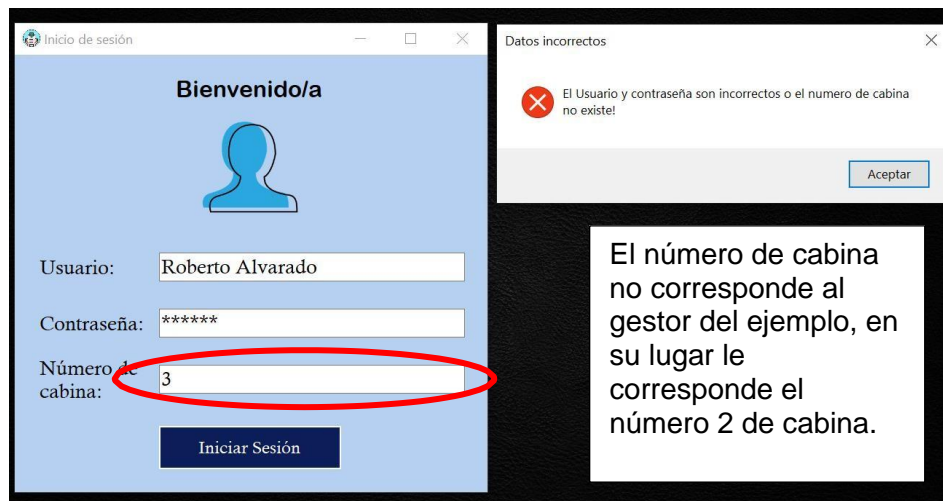 Inicio de sesión
Bienvenido/a
Usuario:
Roberto Alvarado
Contraseña:
******
Número de
cabina:
3
Iniciar Sesión
Datos incorrectos
El Usuario y contraseña son incorrectos o el numero de cabina
no existe!
Aceptar
El número de cabina
no corresponde al
gestor del ejemplo, en
su lugar le
corresponde el
número 2 de cabina.